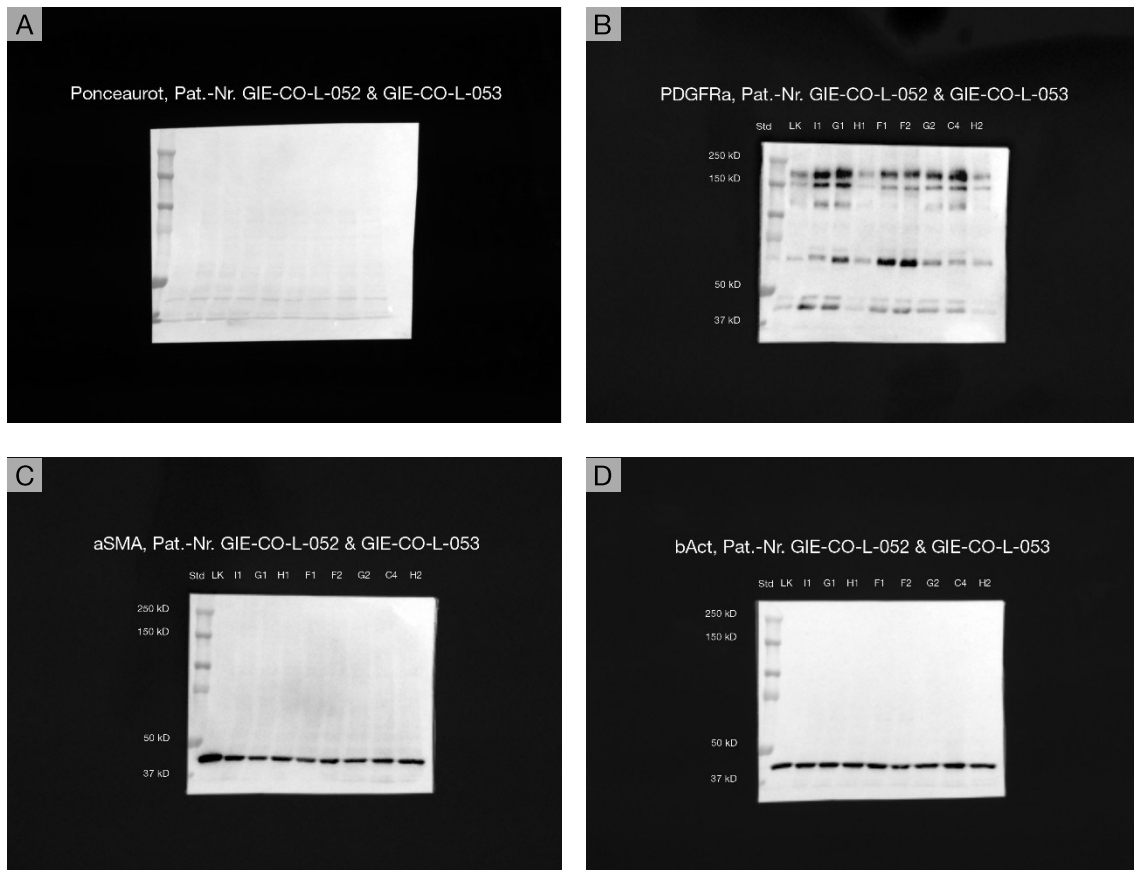 A
Ponceaurot, Pat.-Nr. GIE-CO-L-052 & GIE-CO-L-053
B
PDGFRa, Pat.-Nr. GIE-CO-L-052 & GIE-CO-L-053
Std LK I1 G1 H1 F1 F2 G2 C4 H2
250 kD
150 kD
50 kD
37 kD
C
aSMA, Pat.-Nr. GIE-CO-L-052 & GIE-CO-L-053
Std LK I1 G1 H1 F1 F2 G2 C4 H2
250 kD
150 kD
50 kD
37 kD
D
bAct, Pat.-Nr. GIE-CO-L-052 & GIE-CO-L-053
Std LK I1 G1 H1 F1 F2 G2 C4 H2
250 kD
150 kD
50 kD
37 kD